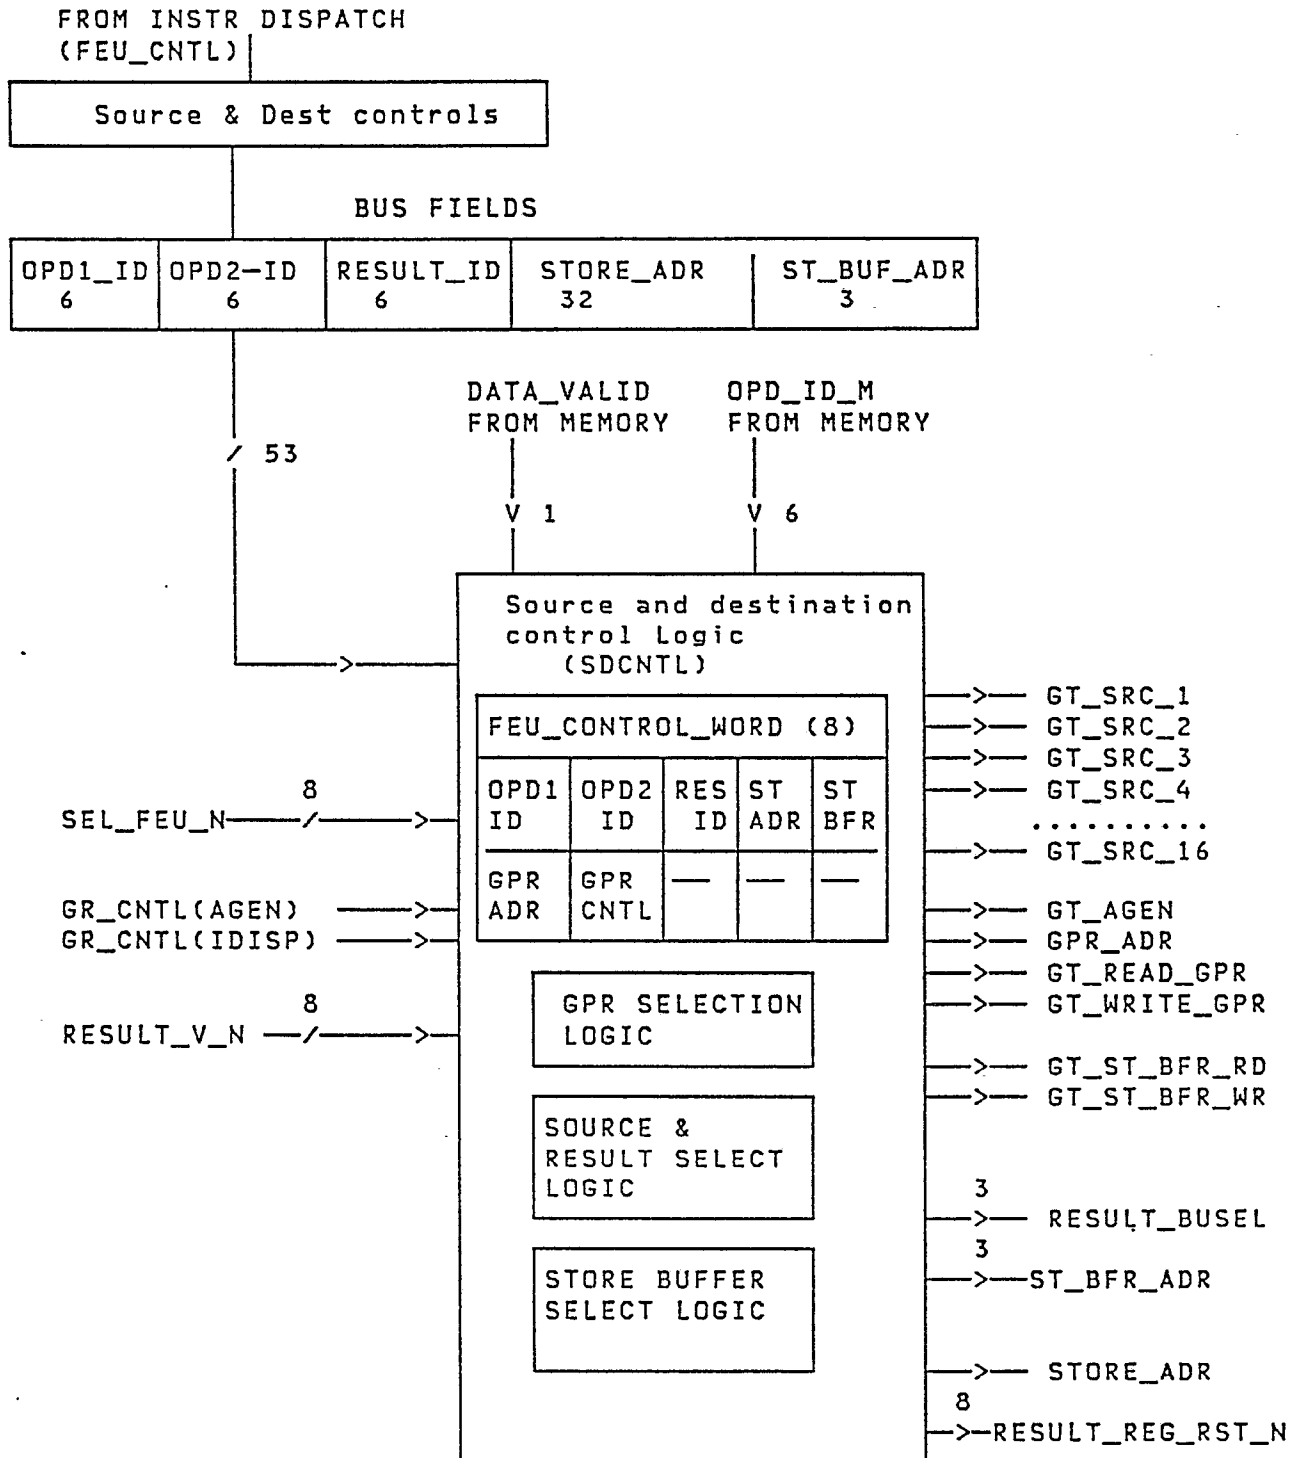 FROM INSTR DISPATCH
(FEU_CNTL)
Source & Dest controls
BUS FIELDS
OPD1_ID OPD2-ID RESULT_ID STORE_ADR ST_BUF_ADR
6 6 6 32 3
DATA_VALID OPD_ID_M
FROM MEMORY FROM MEMORY
/ 53
V 1 V 6
Source and destination
control Logic
(SDCNTL)
GT_SRC_1
FEU_CONTROL_WORD (8)
GT_SRC_2
GT_SRC_3
OPD1 OPD2 RES ST ST
ID ID ID ADR BFR
GT_SRC_4
8
SEL_FEU_N
..........
GT_SRC_16
GPR GPR
ADR CNTL
GR_CNTL(AGEN)
GT_AGEN
GR_CNTL(IDISP)
GPR_ADR
GT_READ_GPR
8
GPR SELECTION
LOGIC
GT_WRITE_GPR
RESULT_V_N
GT_ST_BFR_RD
GT_ST_BFR_WR
SOURCE &
RESULT SELECT
LOGIC
3
RESULT_BUSEL
3
STORE BUFFER
SELECT LOGIC
ST_BFR_ADR
STORE_ADR
8
RESULT_REG_RST_N